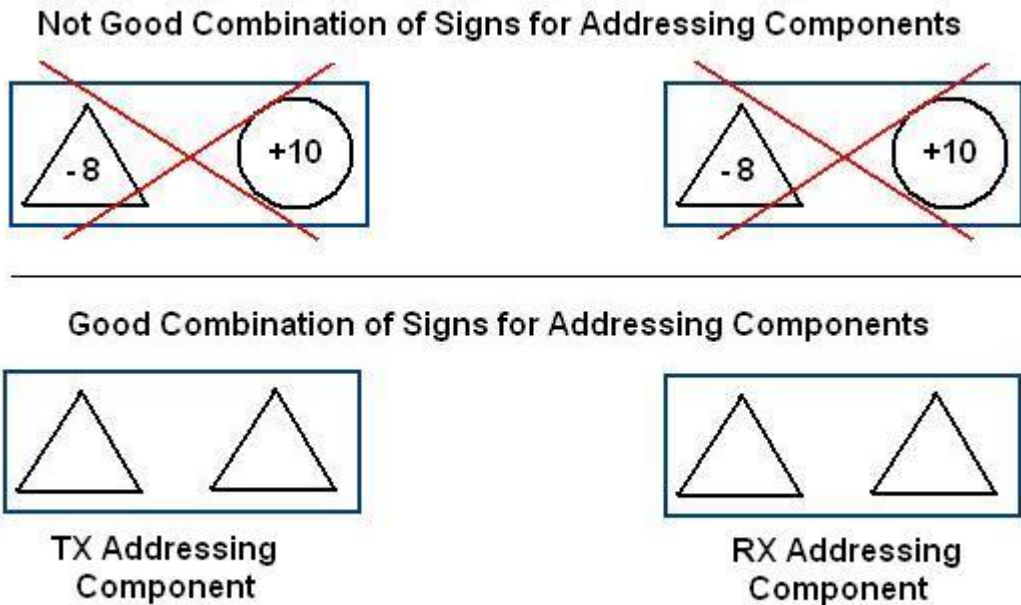 Not Good Combination of Signs for Addressing Components
-8 +10 -8 +10
Good Combination of Signs for Addressing Components
TX Addressing
Component
RX Addressing
Component